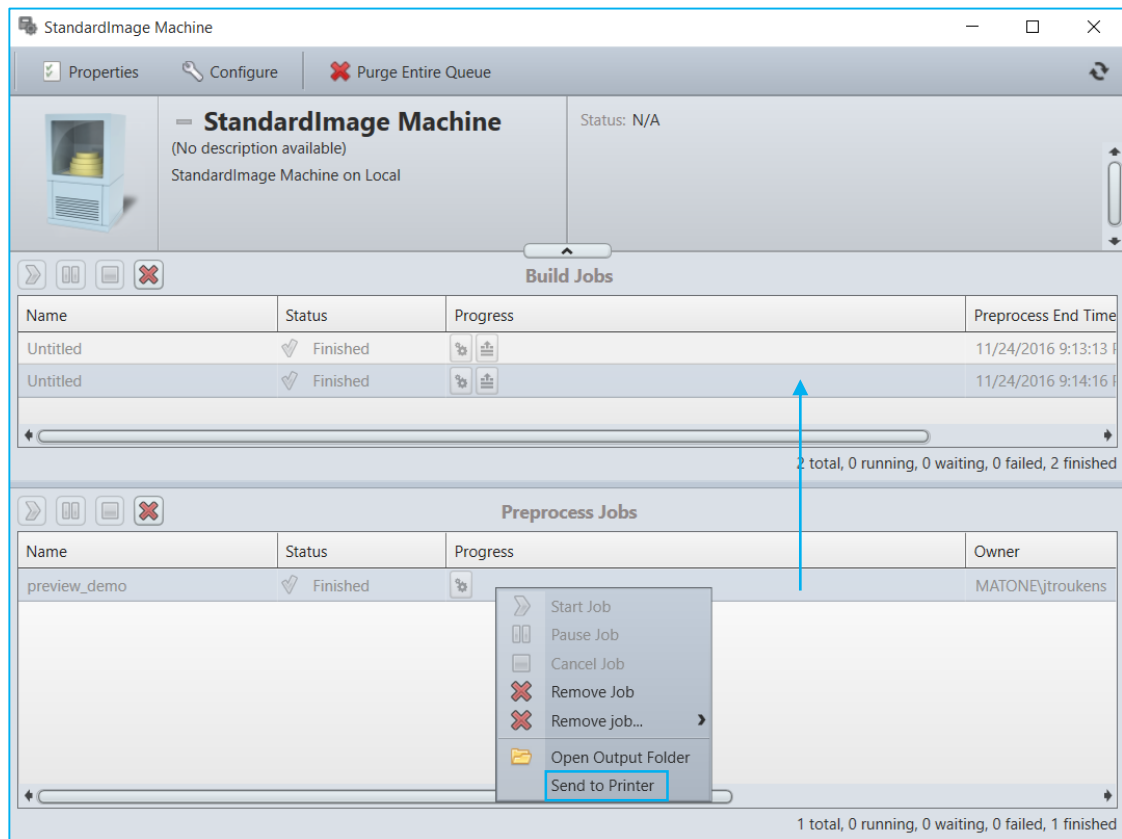 StandardImage Machine
Properties Configure Purge Entire Queue
StandardImage Machine
Status: N/A
(No description available)
StandardImage Machine on Local
Build Jobs
Name Status Progress Preprocess End Time
Untitled Finished 11/24/2016 9:13:13
Untitled Finished 11/24/2016 9:14:16
2 total, 0 running, 0 waiting, 0 failed, 2 finished
Preprocess Jobs
Name Status Progress Owner
preview_demo Finished MATONE\jtroukens
Start Job
Pause Job
Cancel Job
Remove Job
Remove job...
Open Output Folder
Send to Printer
1 total, 0 running, 0 waiting, 0 failed, 1 finished